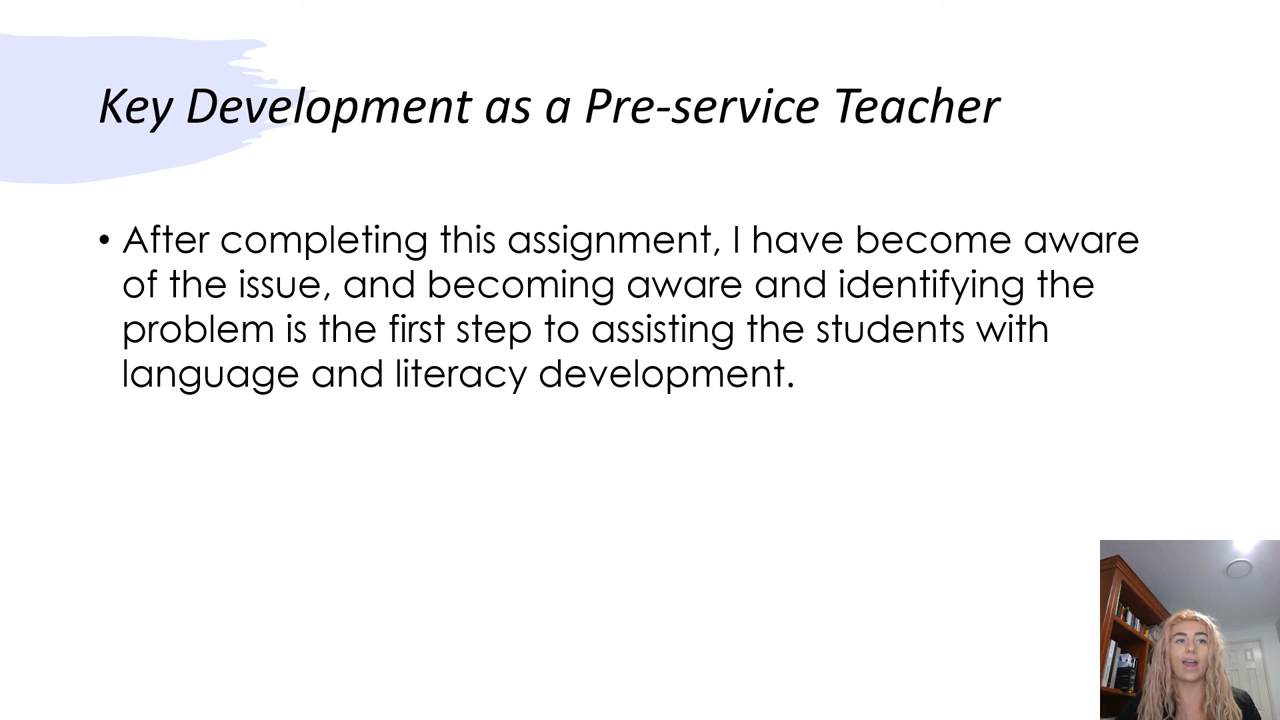 Key Development as a Pre-service Teacher
• After completing this assignment, I have become aware
of the issue, and becoming aware and identifying the
problem is the first step to assisting the students with
language and literacy development.